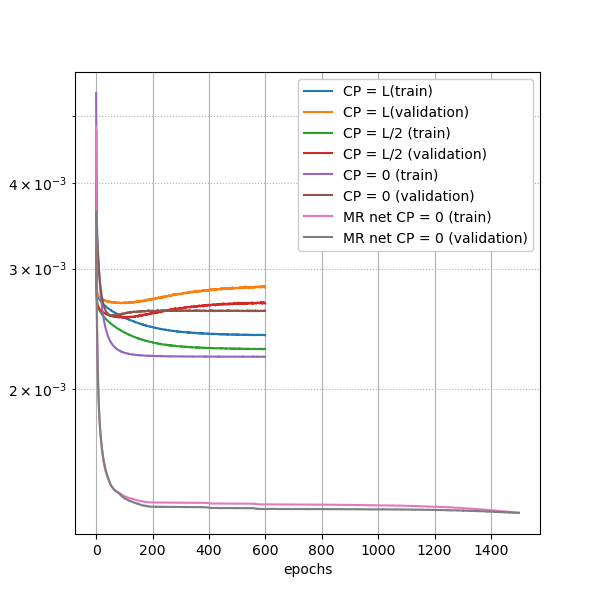 CP = L(train)
CP = L(validation)
CP = L/2 (train)
CP = L/2 (validation)
CP = 0 (train)
CP = 0 (validation)
MR net CP = 0 (train)
MR net CP = 0 (validation)
4 × 10⁻³
3 × 10⁻³
2 × 10⁻³
0 200 400 600 800 1000 1200 1400
epochs